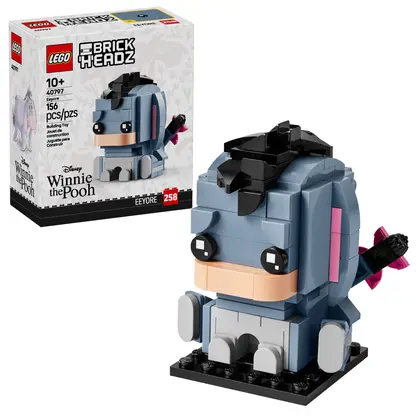 LEGO
BRICK
HEADZ
10+
40797
Eeyore
156
pcs/pzs
Building Toy
Jouet de
construction
Juguete para
Construir
Disney
Winnie
the Pooh
EEYORE 258